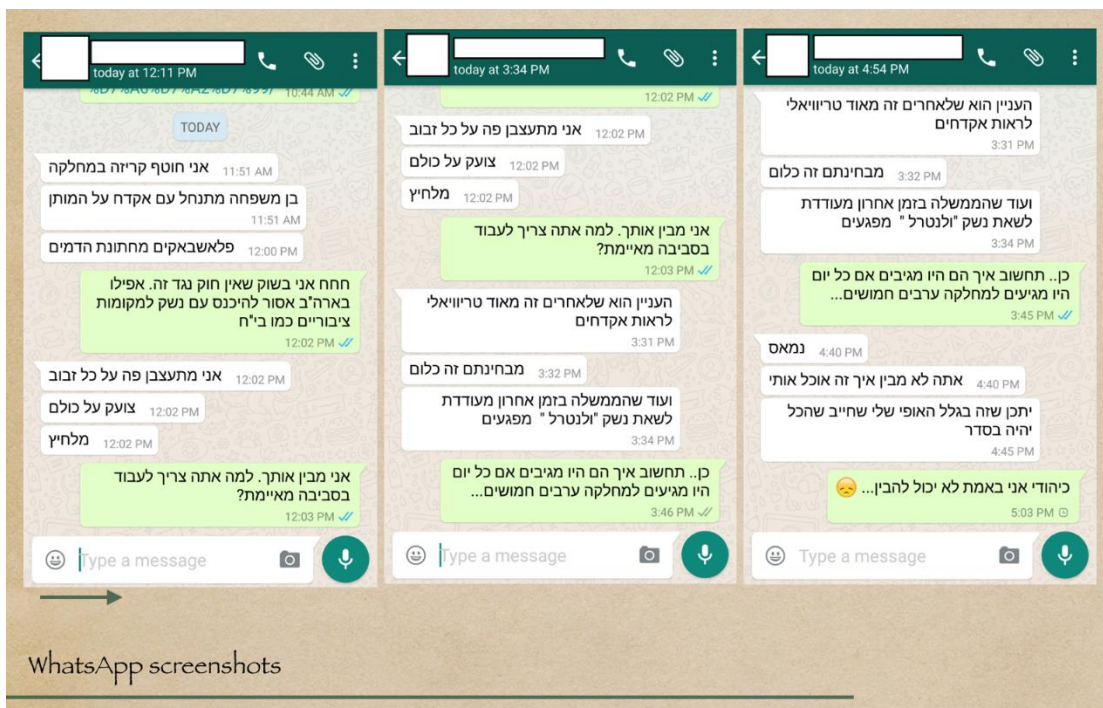 today at 12:11 PM
%D7%A6%D7%A2%D7%99/ 10:44 AM
TODAY
אני חוטף קריזה במחלקה 11:51 AM
בן משפחה מתנחל עם אקדח על המותן
11:51 AM
פלאשבאקים מחתונת הדמים 12:00 PM
חחח אני בשוק שאין חוק נגד זה. אפילו
בארה"ב אסור להיכנס עם נשק למקומות
ציבוריים כמו בי"ח
12:02 PM
אני מתעצבן פה על כל זבוב 12:02 PM
צועק על כולם 12:02 PM
מלחיץ 12:02 PM
אני מבין אותך. למה אתה צריך לעבוד
בסביבה מאיימת?
12:03 PM
Type a message
today at 3:34 PM
12:02 PM
אני מתעצבן פה על כל זבוב 12:02 PM
צועק על כולם 12:02 PM
מלחיץ 12:02 PM
אני מבין אותך. למה אתה צריך לעבוד
בסביבה מאיימת?
12:03 PM
העניין הוא שלאחרים זה מאוד טריוויאלי
לראות אקדחים
3:31 PM
מבחינתם זה כלום 3:32 PM
ועוד שהממשלה בזמן אחרון מעודדת
לשאת נשק "ולנטרל " מפגעים
3:34 PM
כן.. תחשוב איך הם היו מגיבים אם כל יום
היו מגיעים למחלקה ערבים חמושים...
3:46 PM
Type a message
today at 4:54 PM
העניין הוא שלאחרים זה מאוד טריוויאלי
לראות אקדחים
3:31 PM
מבחינתם זה כלום 3:32 PM
ועוד שהממשלה בזמן אחרון מעודדת
לשאת נשק "ולנטרל " מפגעים
3:34 PM
כן.. תחשוב איך הם היו מגיבים אם כל יום
היו מגיעים למחלקה ערבים חמושים...
3:45 PM
נמאס 4:40 PM
אתה לא מבין איך זה אוכל אותי 4:40 PM
יתכן שזה בגלל האופי שלי שחייב שהכל
יהיה בסדר
4:45 PM
כיהודי אני באמת לא יכול להבין... 😞
5:03 PM
Type a message
WhatsApp screenshots